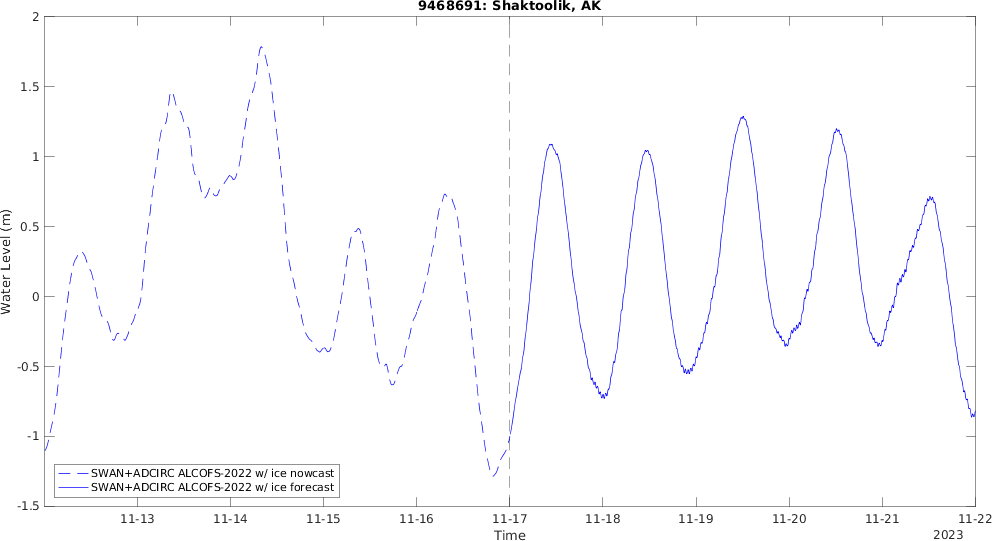 9468691: Shaktoolik, AK
2
1.5
1
0.5
0
-0.5
-1
-1.5
Water Level (m)
SWAN+ADCIRC ALCOFS-2022 w/ ice nowcast
SWAN+ADCIRC ALCOFS-2022 w/ ice forecast
11-13 11-14 11-15 11-16 11-17 11-18 11-19 11-20 11-21 11-22
Time
2023